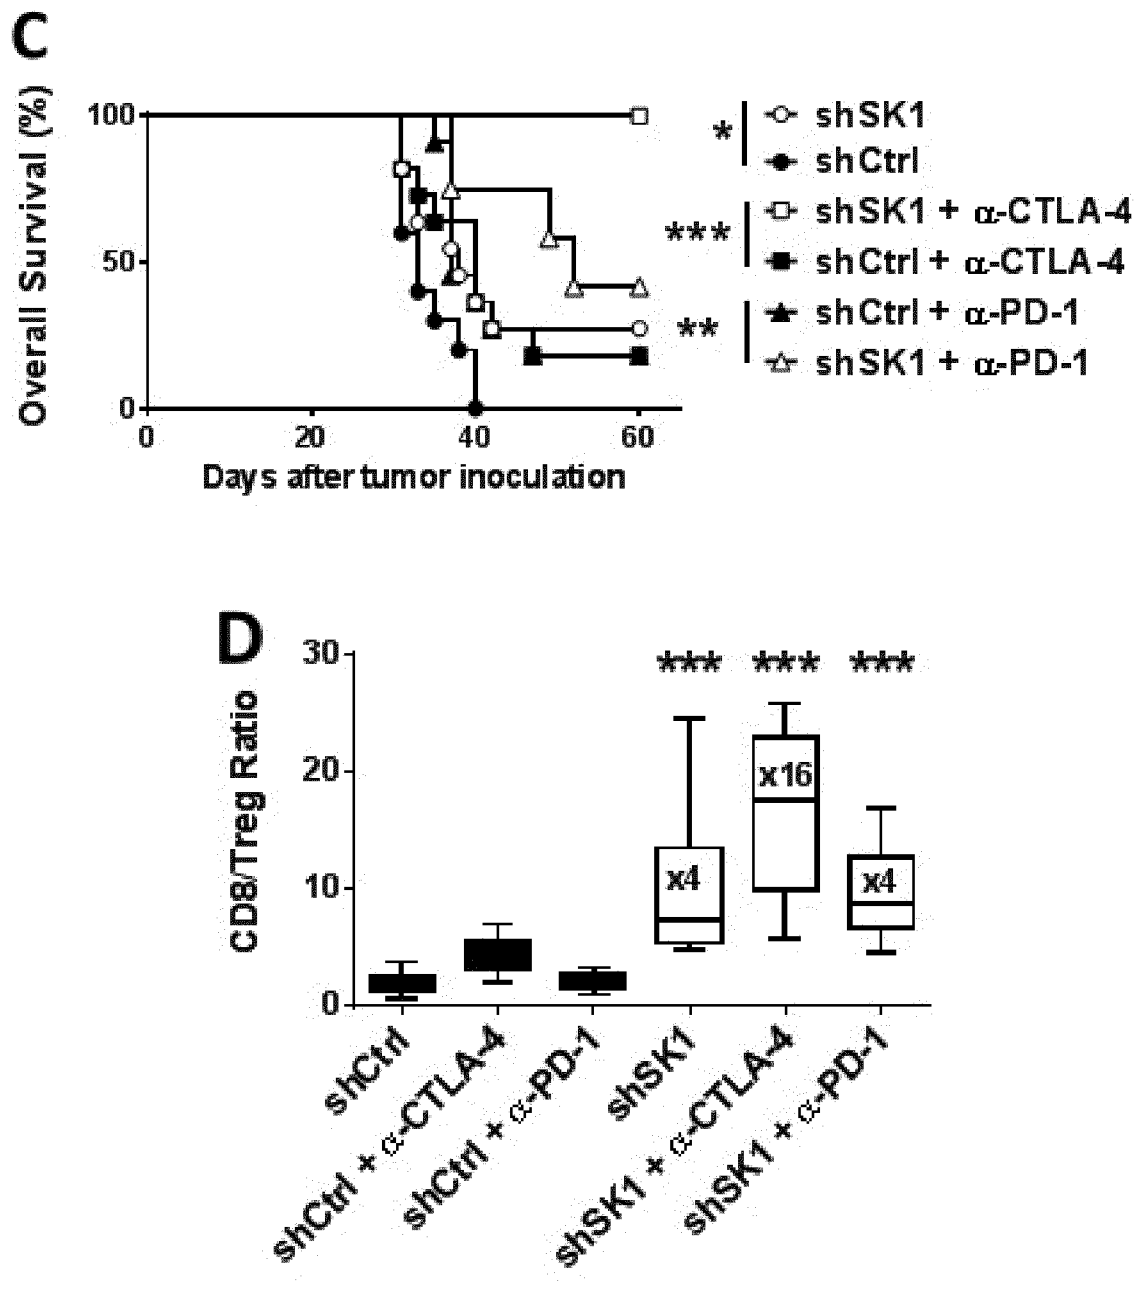 C
Overall Survival (%)
100
50
0
0 20 40 60
Days after tumor inoculation
* shSK1
shCtrl
*** shSK1 + α-CTLA-4
shCtrl + α-CTLA-4
** shCtrl + α-PD-1
shSK1 + α-PD-1
D
CD8/Treg Ratio
30
20
10
0
*** *** ***
x4 x16 x4
shCtrl
shCtrl + α-CTLA-4
shCtrl + α-PD-1
shSK1
shSK1 + α-CTLA-4
shSK1 + α-PD-1